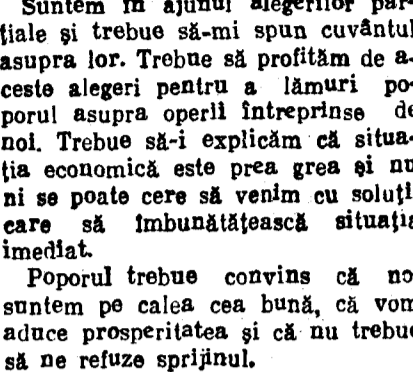 Suntem în ajunul alegerilor par-
țiale și trebue să-mi spun cuvântul
asupra lor. Trebue să profităm de a-
ceste alegeri pentru a lămuri po-
porul asupra operii întreprinse de
noi. Trebue să-i explicăm că situa-
ția economică este prea grea și nu
ni se poate cere să venim cu soluți
care să îmbunătățească situația
imediat.
Poporul trebue convins că no
suntem pe calea cea bună, că vom
aduce prosperitatea și că nu trebue
să ne refuze sprijinul.